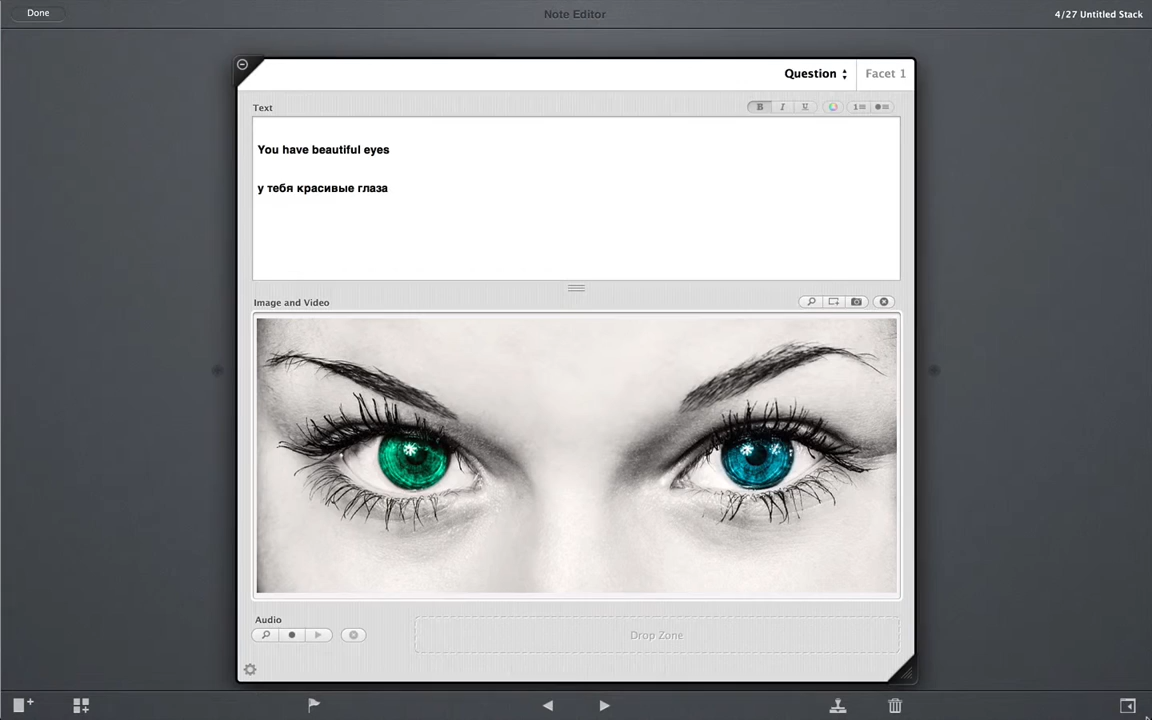 Done
Note Editor
4/27 Untitled Stack
Question
Facet 1
Text
B I U
1
You have beautiful eyes
у тебя красивые глаза
Image and Video
Audio
Drop Zone